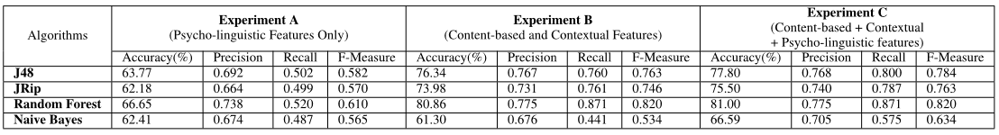 Algorithms
Experiment A
(Psycho-linguistic Features Only)
Experiment B
(Content-based and Contextual Features)
Experiment C
(Content-based + Contextual
+ Psycho-linguistic features)
Accuracy(%) Precision Recall F-Measure Accuracy(%) Precision Recall F-Measure Accuracy(%) Precision Recall F-Measure
J48 63.77 0.692 0.502 0.582 76.34 0.767 0.760 0.763 77.80 0.768 0.800 0.784
JRip 62.18 0.664 0.499 0.570 73.98 0.731 0.761 0.746 75.50 0.740 0.787 0.763
Random Forest 66.65 0.738 0.520 0.610 80.86 0.775 0.871 0.820 81.00 0.775 0.871 0.820
Naive Bayes 62.41 0.674 0.487 0.565 61.30 0.676 0.441 0.534 66.59 0.705 0.575 0.634